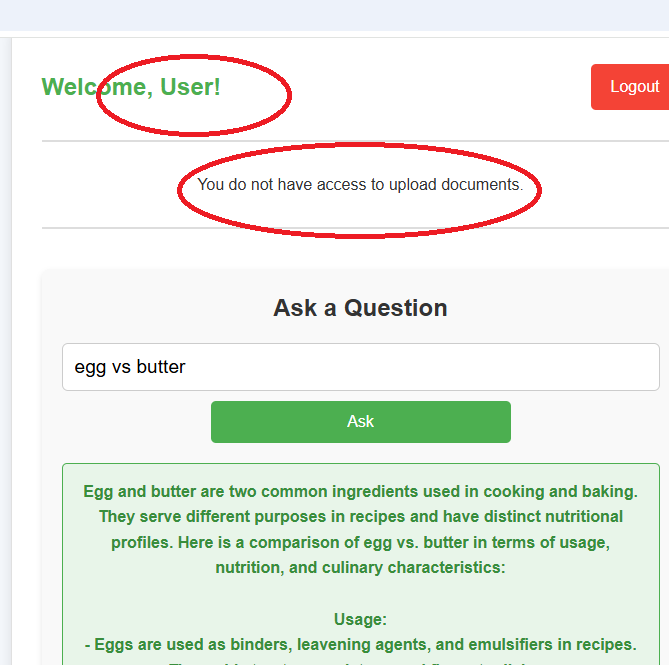 Welcome, User!
Logout
You do not have access to upload documents.
Ask a Question
egg vs butter
Ask
Egg and butter are two common ingredients used in cooking and baking.
They serve different purposes in recipes and have distinct nutritional
profiles. Here is a comparison of egg vs. butter in terms of usage,
nutrition, and culinary characteristics:
Usage:
- Eggs are used as binders, leavening agents, and emulsifiers in recipes.